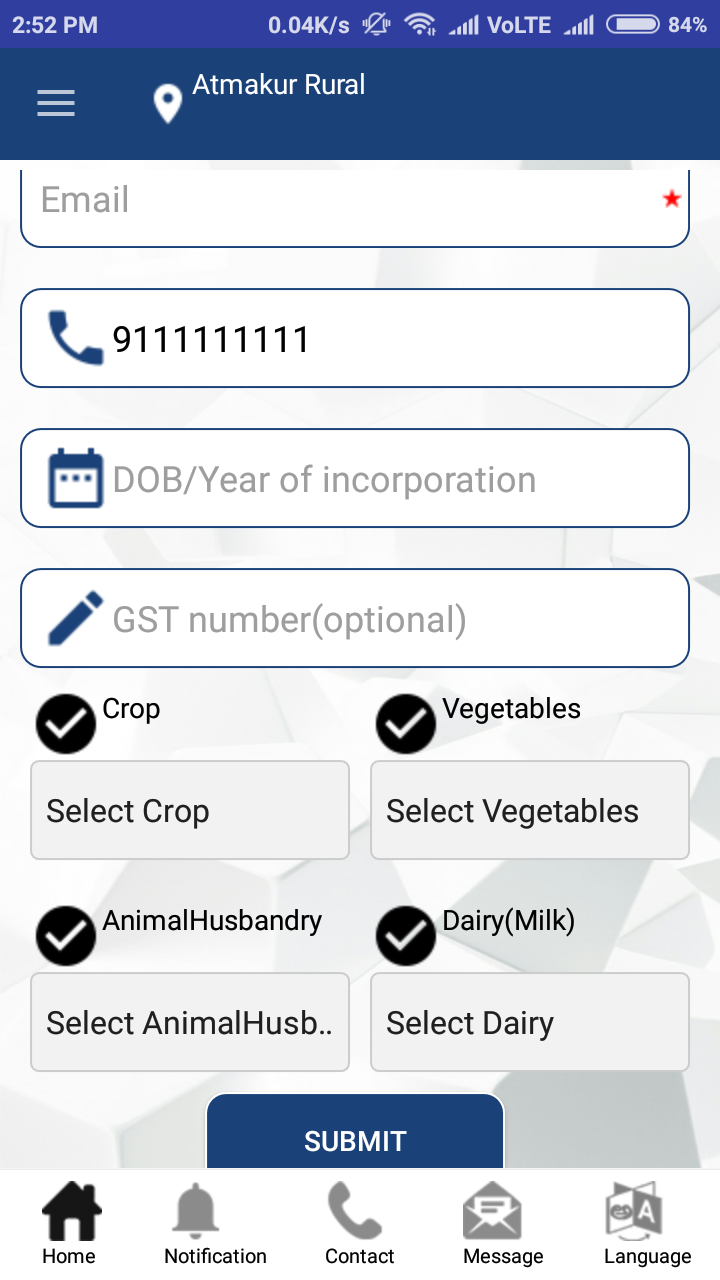 2:52 PM 0.04K/s VoLTE 84%
Atmakur Rural
Email
9111111111
DOB/Year of incorporation
GST number(optional)
Crop Vegetables
Select Crop Select Vegetables
AnimalHusbandry Dairy(Milk)
Select AnimalHusb.. Select Dairy
SUBMIT
A
Home Notification Contact Message Language